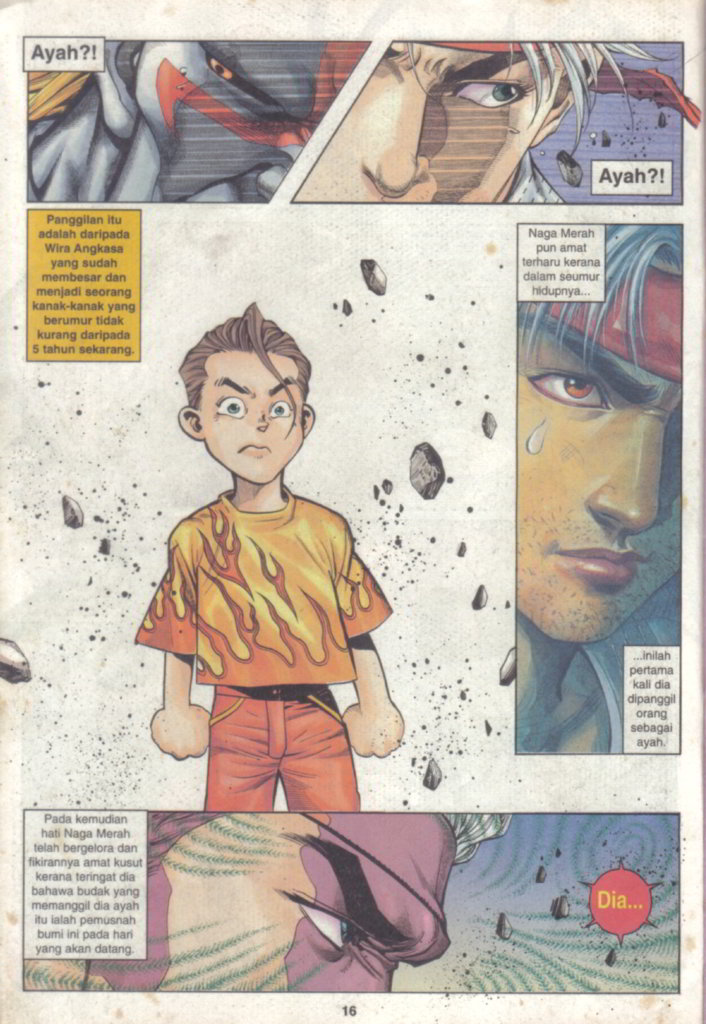 Ayah?!
Ayah?!
Panggilan itu
adalah daripada
Wira Angkasa
yang sudah
membesar dan
menjadi seorang
kanak-kanak yang
berumur tidak
kurang daripada
5 tahun sekarang.
Naga Merah
pun amat
terharu kerana
dalam seumur
hidupnya...
...inilah
pertama
kali dia
dipanggil
orang
sebagai
ayah.
Pada kemudian
hati Naga Merah
telah bergelora dan
fikirannya amat kusut
kerana teringat dia
bahawa budak yang
memanggil dia ayah
itu ialah pemusnah
bumi ini pada hari
yang akan datang.
Dia...
16